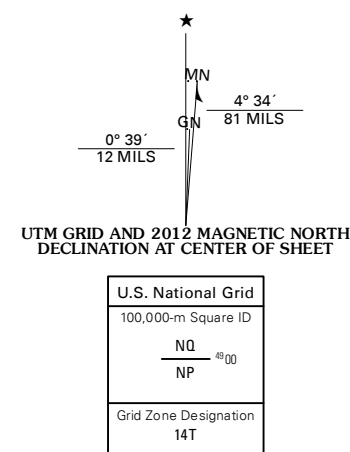 ★
MN
4° 34´
81 MILS
GN
0° 39´
12 MILS
UTM GRID AND 2012 MAGNETIC NORTH
DECLINATION AT CENTER OF SHEET
U.S. National Grid
100,000-m Square ID
NQ
4900
NP
Grid Zone Designation
14T